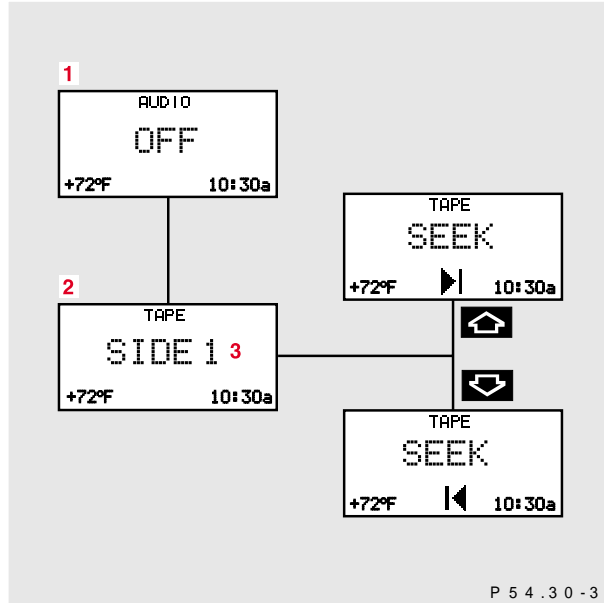 1
AUDIO
OFF
+72°F 10:30a
2
TAPE
SIDE 1 3
+72°F 10:30a
TAPE
SEEK
+72°F 10:30a
TAPE
SEEK
+72°F 10:30a
P54.30-3